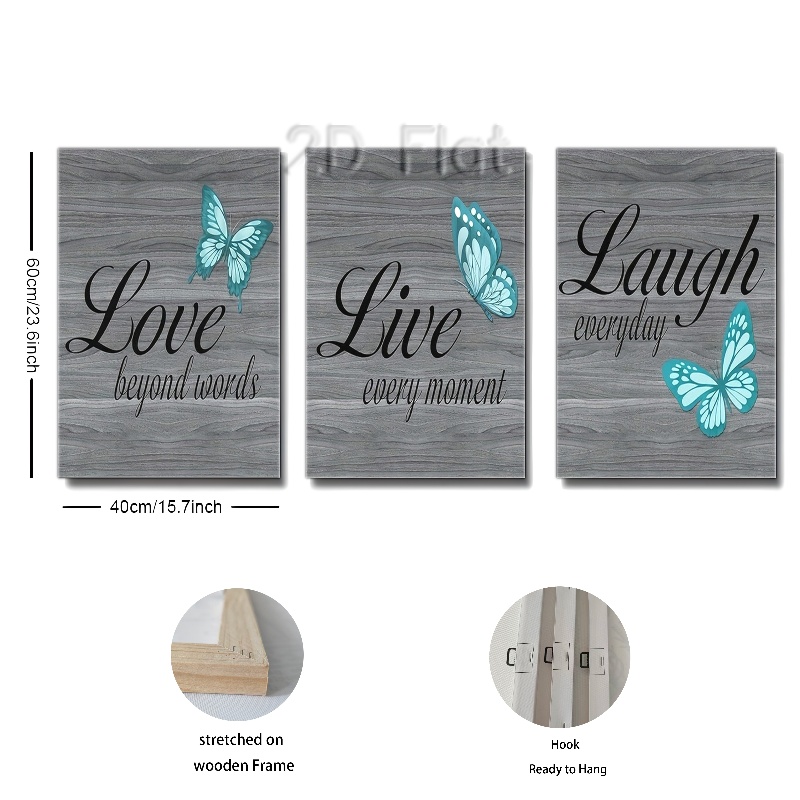 2D Flat
Love
beyond words
Live
every moment
Laugh
everyday
60cm/23.6inch
40cm/15.7inch
stretched on
wooden Frame
Hook
Ready to Hang